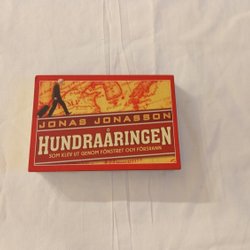 JONAS JONASSON
HUNDRAÅRINGEN
SOM KLEV UT GENOM FÖNSTRET OCH FÖRSVANN